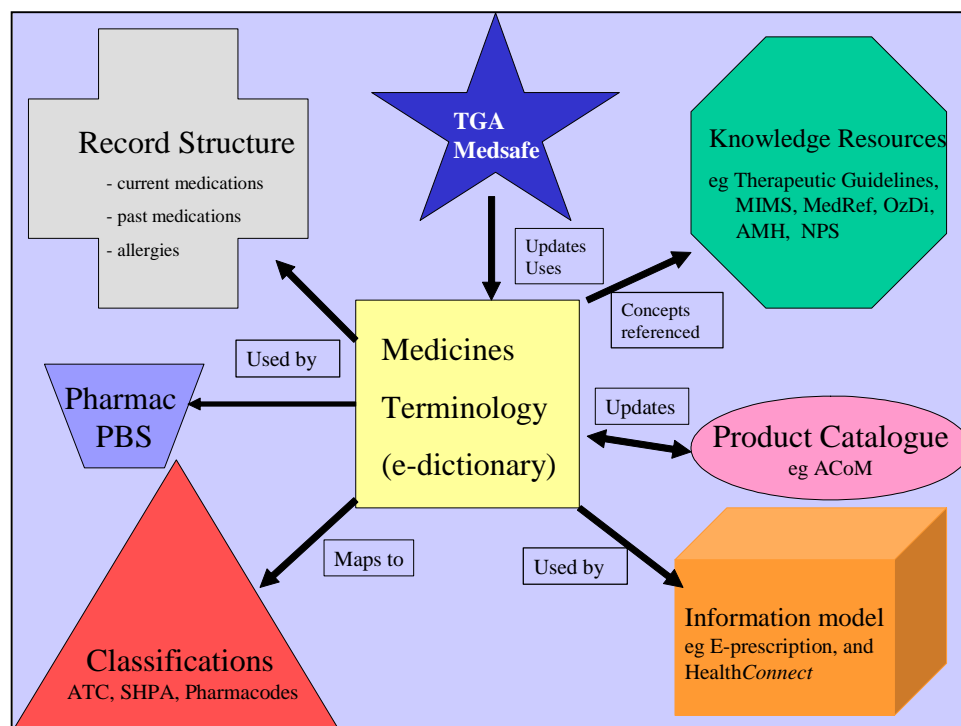 Record Structure
- current medications
- past medications
- allergies
TGA
Medsafe
Knowledge Resources
eg Therapeutic Guidelines,
MIMS, MedRef, OzDi,
AMH, NPS
Updates
Uses
Concepts
referenced
Used by
Medicines
Terminology
(e-dictionary)
Pharmac
PBS
Updates
Product Catalogue
eg ACoM
Maps to
Used by
Classifications
ATC, SHPA, Pharmacodes
Information model
eg E-prescription, and
HealthConnect